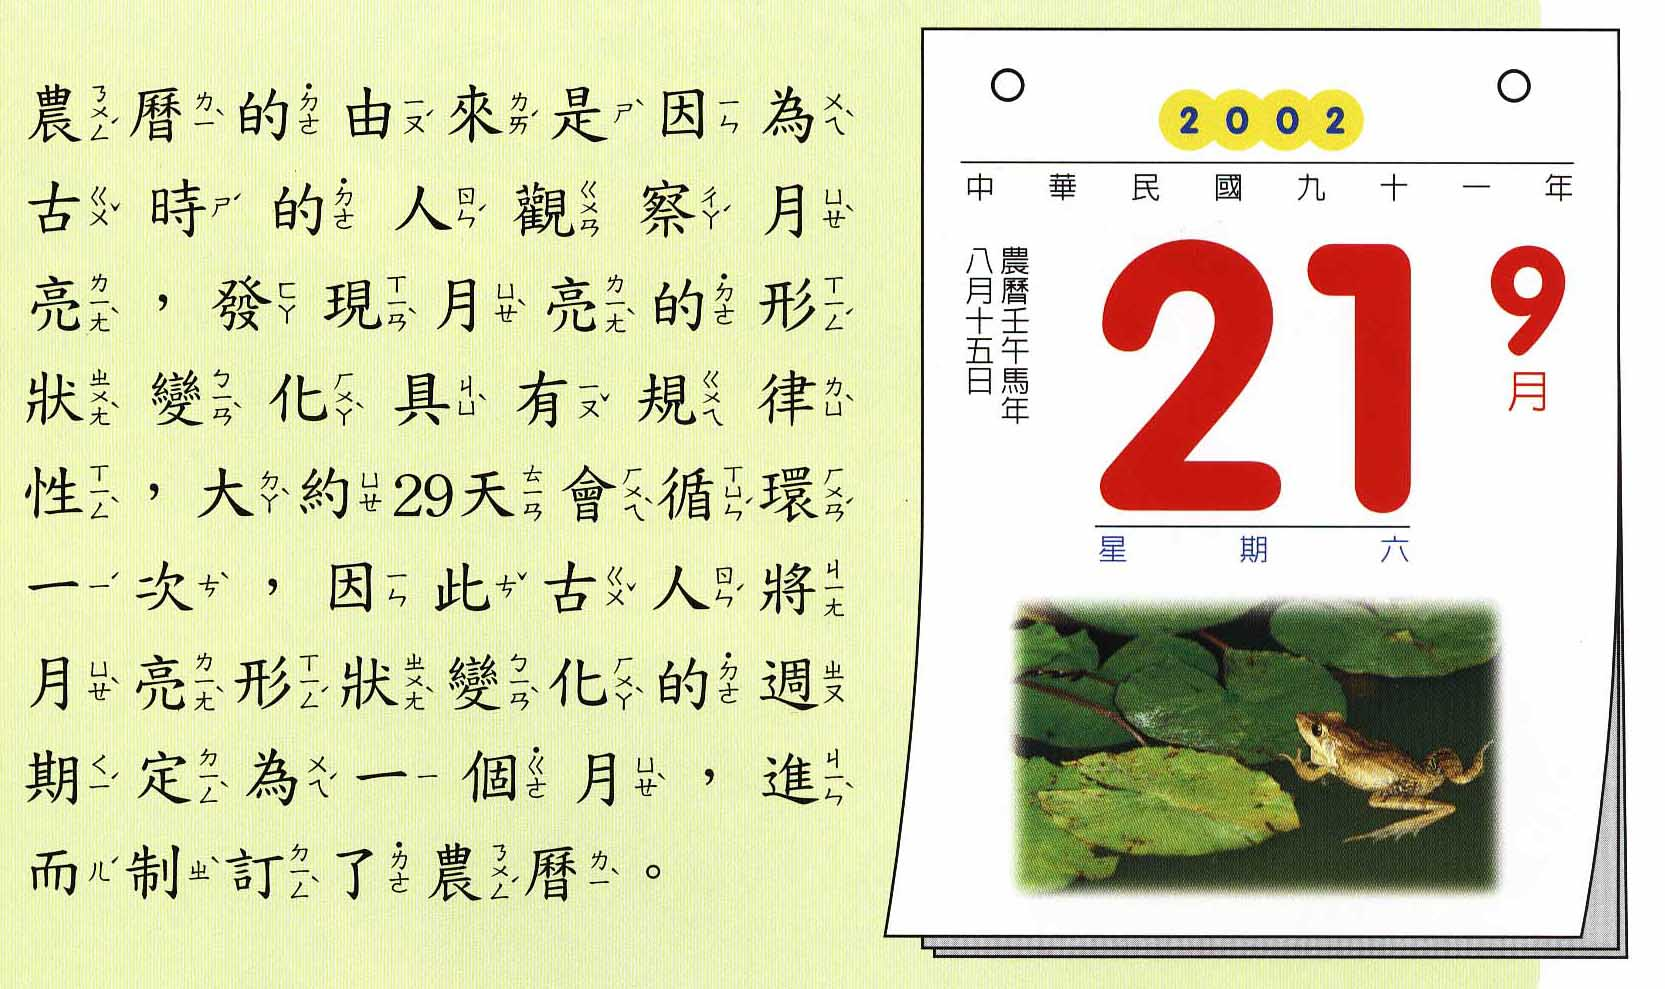 農曆的由來是因為
古時的人觀察月
亮，發現月亮的形
狀變化具有規律
性，大約29天會循環
一次，因此古人將
月亮形狀變化的週
期定為一個月，進
而制訂了農曆。
2002
中華民國九十一年
農曆壬午馬年
八月十五日
21
9
月
星期六